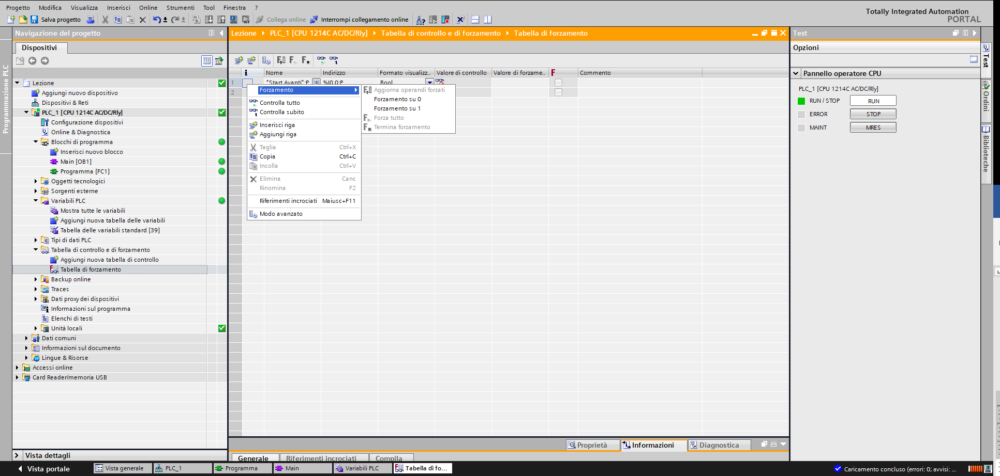 Progetto Modifica Visualizza Inserisci Online Strumenti Tool Finestra ?
Totally Integrated Automation
PORTAL
Salva progetto Collega online Interrompi collegamento online
Navigazione del progetto
Lezione PLC_1 [CPU 1214C AC/DC/Rly] Tabella di controllo e di forzamento Tabella di forzamento
Test
Dispositivi
Opzioni
Programmazione PLC
Test
Ordini
Biblioteche
i Nome Indirizzo Formato visualizz.. Valore di controllo Valore di forzame.. F Commento
1 "Start Avanti":P %I0.0:P Bool
2
Forzamento
Controlla tutto
Controlla subito
Inserisci riga
Aggiungi riga
Taglia Ctrl+X
Copia Ctrl+C
Incolla Ctrl+V
Elimina Canc
Rinomina F2
Riferimenti incrociati Maiusc+F11
Modo avanzato
Aggiorna operandi forzati
Forzamento su 0
Forzamento su 1
Forza tutto
Termina forzamento
Pannello operatore CPU
PLC_1 [CPU 1214C AC/DC/Rly]
RUN / STOP RUN
ERROR STOP
MAINT MRES
Lezione
Aggiungi nuovo dispositivo
Dispositivi & Reti
PLC_1 [CPU 1214C AC/DC/Rly]
Configurazione dispositivi
Online & Diagnostica
Blocchi di programma
Inserisci nuovo blocco
Main [OB1]
Programma [FC1]
Oggetti tecnologici
Sorgenti esterne
Variabili PLC
Mostra tutte le variabili
Aggiungi nuova tabella delle variabili
Tabella delle variabili standard [39]
Tipi di dati PLC
Tabella di controllo e di forzamento
Aggiungi nuova tabella di controllo
Tabella di forzamento
Backup online
Traces
Dati proxy dei dispositivi
Informazioni sul programma
Elenchi di testi
Unità locali
Dati comuni
Informazioni sul documento
Lingue & Risorse
Accessi online
Card Reader/memoria USB
Proprietà Informazioni Diagnostica
Generale Riferimenti incrociati Compila
Vista dettagli
Vista portale Vista generale PLC_1 Programma Main Variabili PLC Tabella di fo... Caricamento concluso (errori: 0; avvisi: ...